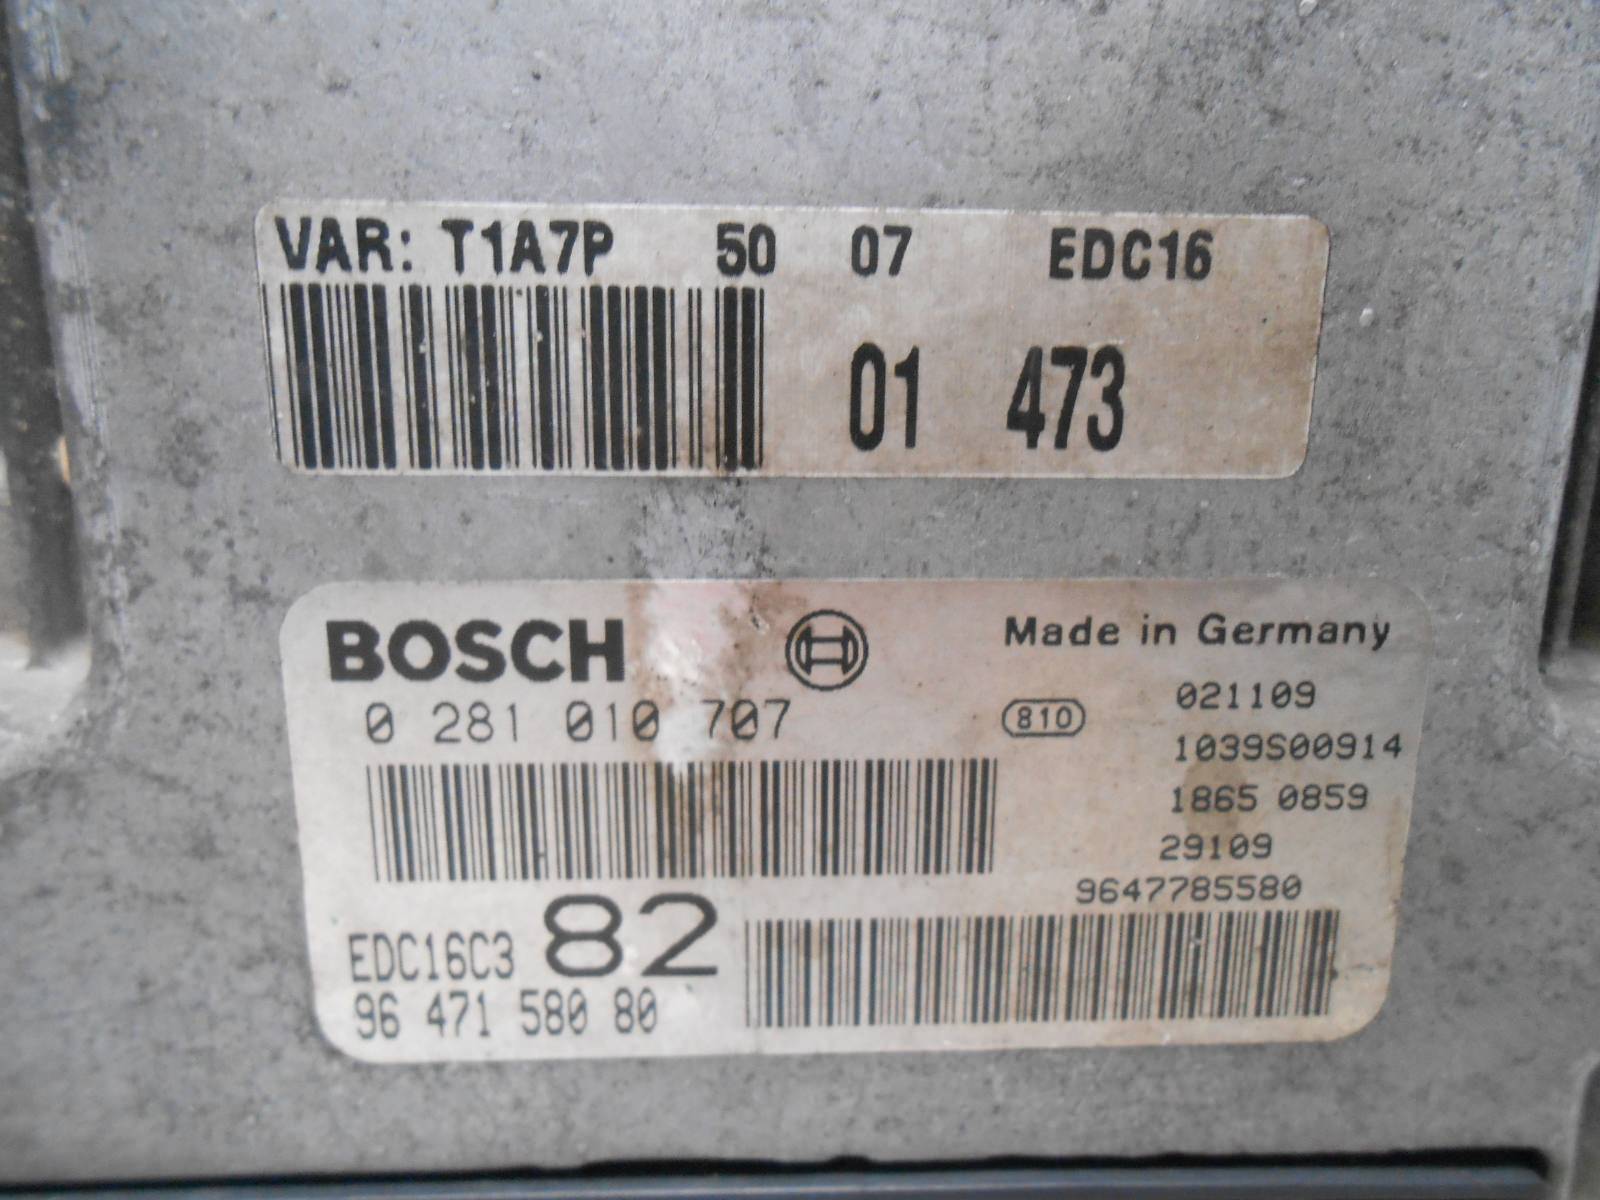 VAR: T1A7P 50 07 EDC16
01 473
BOSCH Made in Germany
0 281 010 707 810 021109
1039S00914
1865 0859
29109
9647785580
EDC16C3 82
96 471 580 80